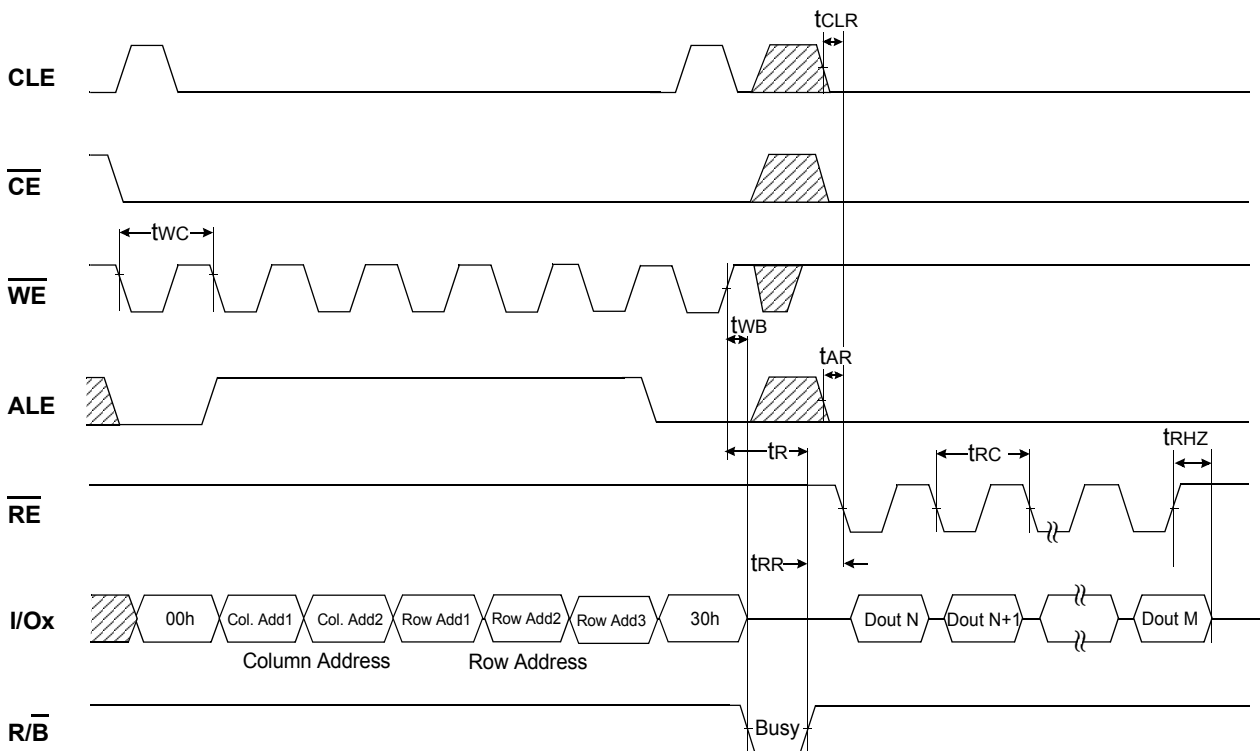 tCLR
CLE
CE
tWC
WE
tWB
tAR
ALE
tR
tRC
tRHZ
RE
tRR
I/Ox
00h
Col. Add1
Col. Add2
Row Add1
Row Add2
Row Add3
30h
Dout N
Dout N+1
Dout M
Column Address
Row Address
R/B
Busy